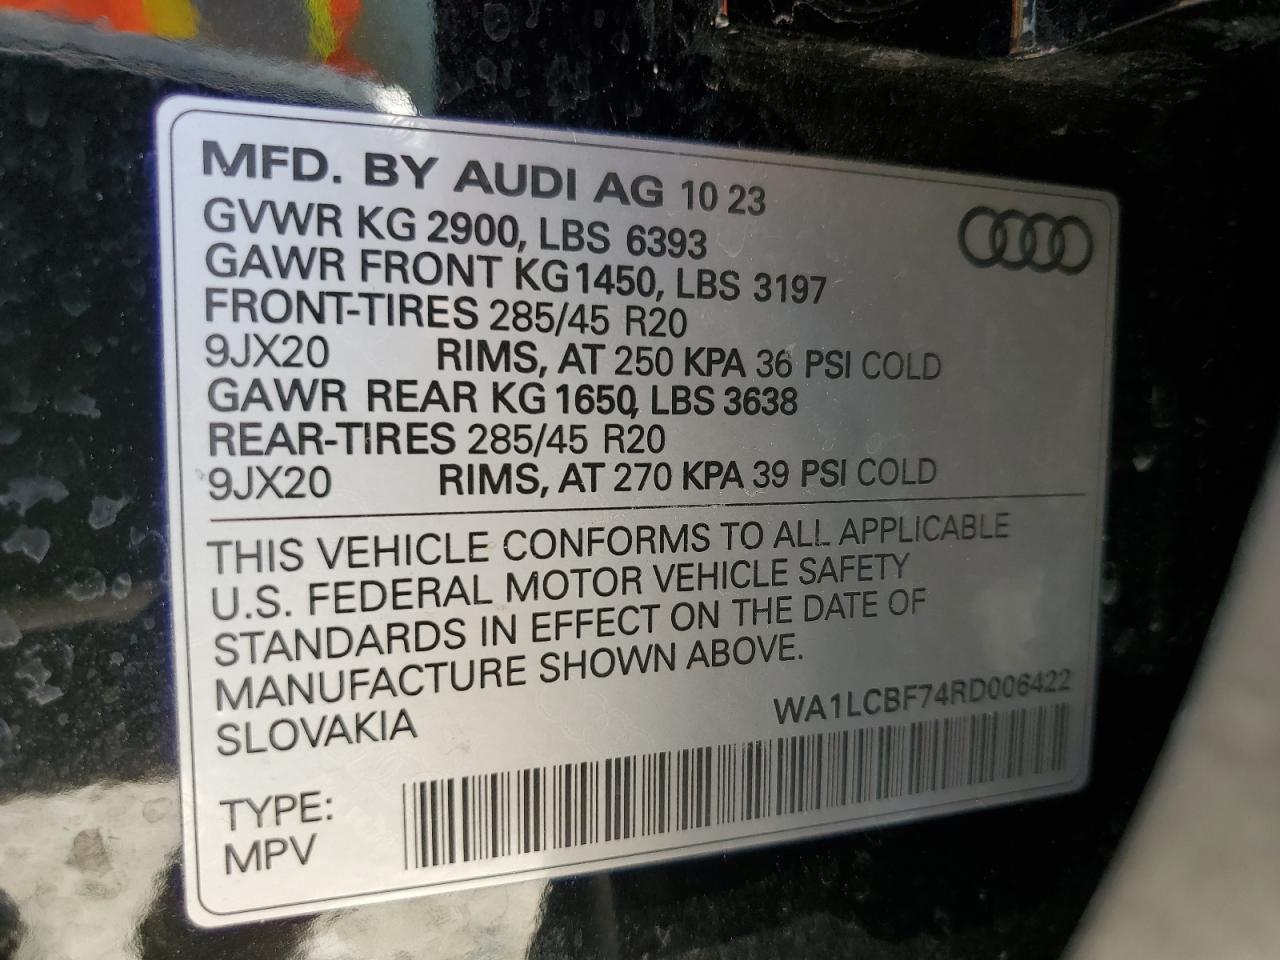 MFD. BY AUDI AG 10 23
GVWR KG 2900, LBS 6393
GAWR FRONT KG 1450, LBS 3197
FRONT-TIRES 285/45 R20
9JX20 RIMS, AT 250 KPA 36 PSI COLD
GAWR REAR KG 1650, LBS 3638
REAR-TIRES 285/45 R20
9JX20 RIMS, AT 270 KPA 39 PSI COLD
THIS VEHICLE CONFORMS TO ALL APPLICABLE
U.S. FEDERAL MOTOR VEHICLE SAFETY
STANDARDS IN EFFECT ON THE DATE OF
MANUFACTURE SHOWN ABOVE.
SLOVAKIA
WA1LCBF74RD006422
TYPE:
MPV